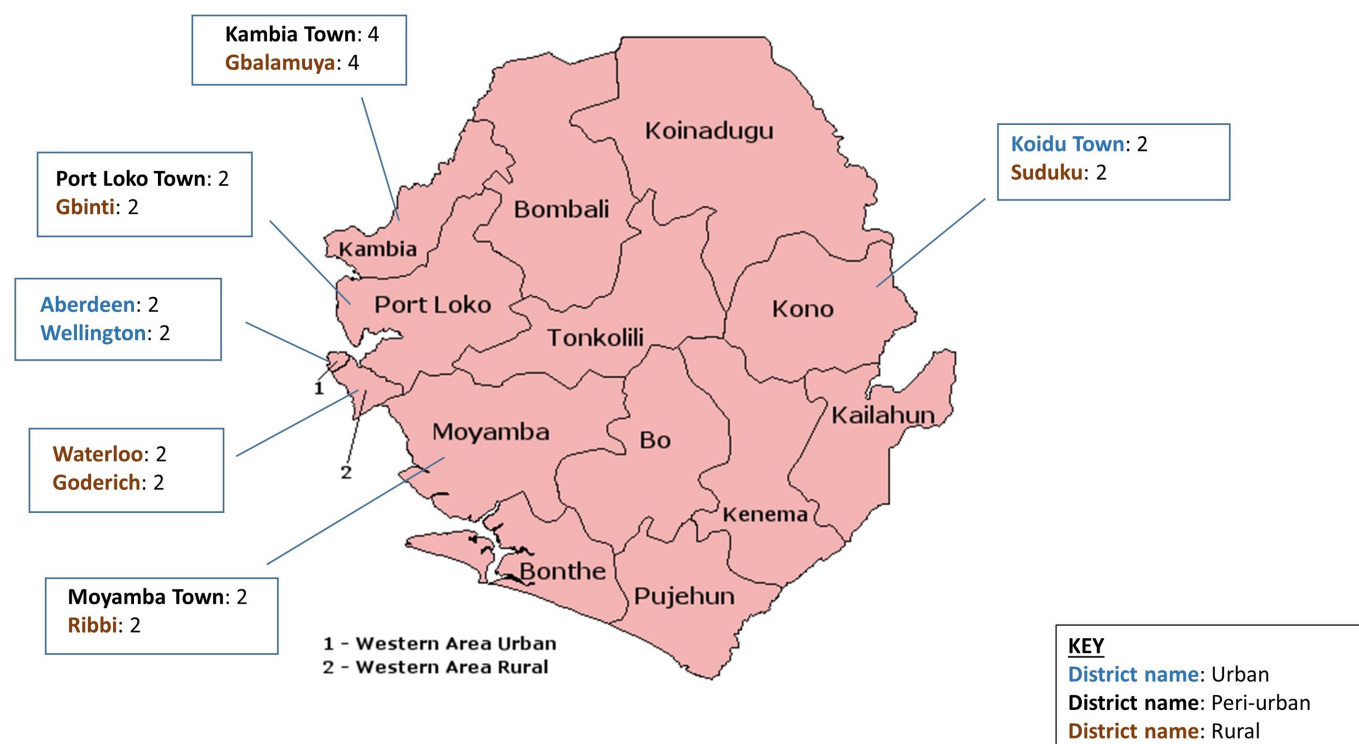 Kambia Town: 4
Gbalamuya: 4
Port Loko Town: 2
Gbinti: 2
Aberdeen: 2
Wellington: 2
Waterloo: 2
Goderich: 2
Moyamba Town: 2
Ribbi: 2
Koidu Town: 2
Suduku: 2
Koinadugu
Bombali
Kambia
Port Loko
Kono
Tonkolili
1
Kailahun
Moyamba
Bo
2
Kenema
Bonthe
Pujehun
1 - Western Area Urban
2 - Western Area Rural
KEY
District name: Urban
District name: Peri-urban
District name: Rural